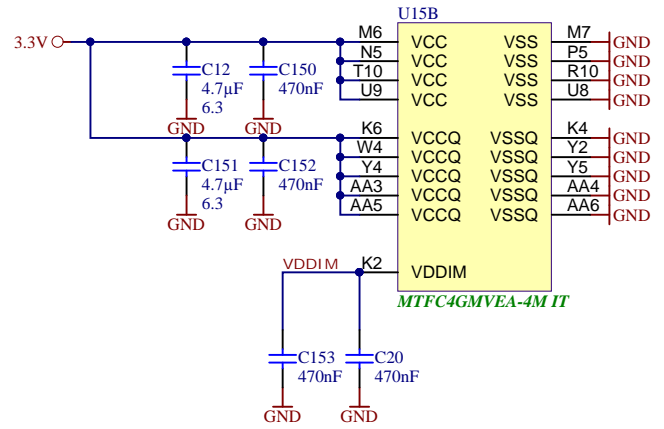 U15B
3.3V
M6 VCC VSS M7 GND
N5 VCC VSS P5 GND
T10 VCC VSS R10 GND
U9 VCC VSS U8 GND
C12 C150
4.7µF 470nF
6.3
GND GND
K6 VCCQ VSSQ K4 GND
W4 VCCQ VSSQ Y2 GND
Y4 VCCQ VSSQ Y5 GND
AA3 VCCQ VSSQ AA4 GND
AA5 VCCQ VSSQ AA6 GND
C151 C152
4.7µF 470nF
6.3
GND GND
VDDIM K2 VDDIM
MTFC4GMVEA-4M IT
C153 C20
470nF 470nF
GND GND